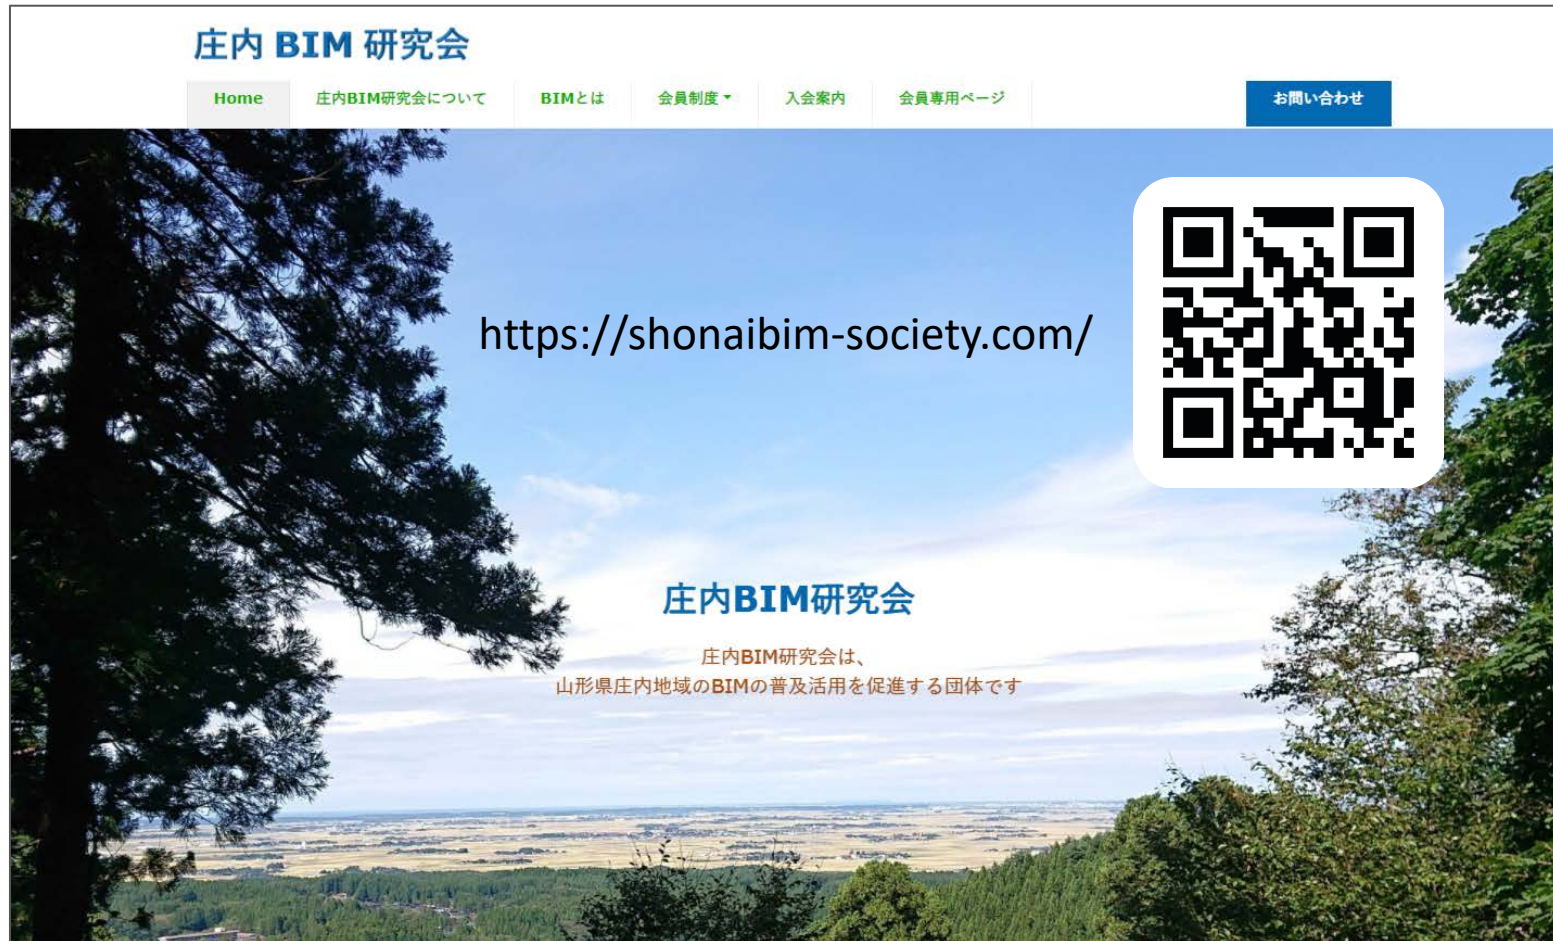 庄内 BIM 研究会
Home 庄内BIM研究会について BIMとは 会員制度 入会案内 会員専用ページ お問い合わせ
https://shonaibim-society.com/
庄内BIM研究会
庄内BIM研究会は、
山形県庄内地域のBIMの普及活用を促進する団体です